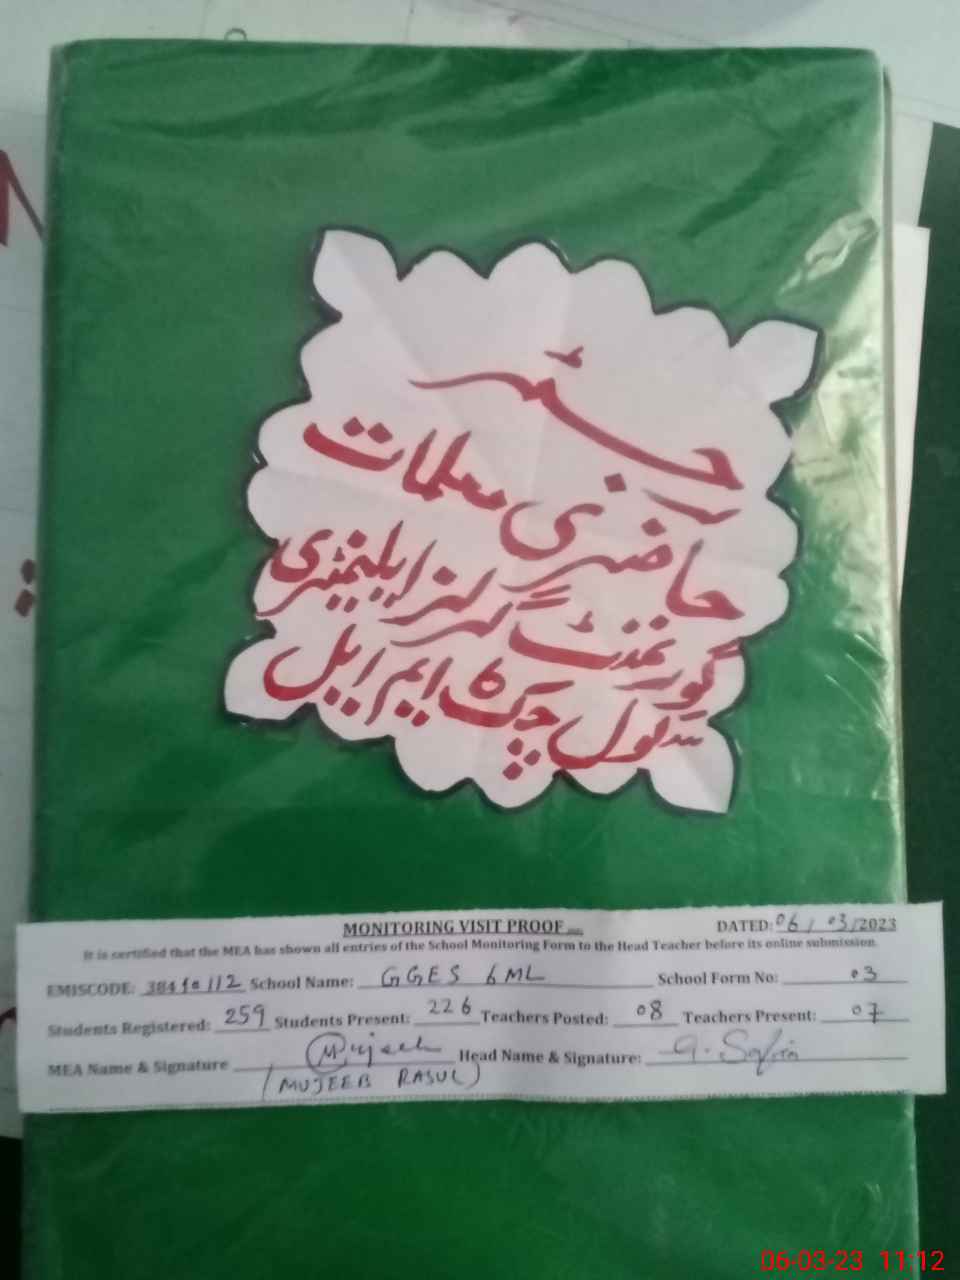 رجسٹر
حاضری معلمات
گورنمنٹ گرلز ایلیمنٹری
سکول چک ۶ ایم ایل
MONITORING VISIT PROOF
DATED: 06/03/2023
It is certified that the MEA has shown all entries of the School Monitoring Form to the Head Teacher before its online submission.
EMISCODE: School Name: GGES 6ML School Form No: 03
Students Registered: 259 Students Present: 226 Teachers Posted: 08 Teachers Present: 07
MEA Name & Signature Mujeeb Head Name & Signature:
(MUJEEB RASUL)
06-03-23 11:12